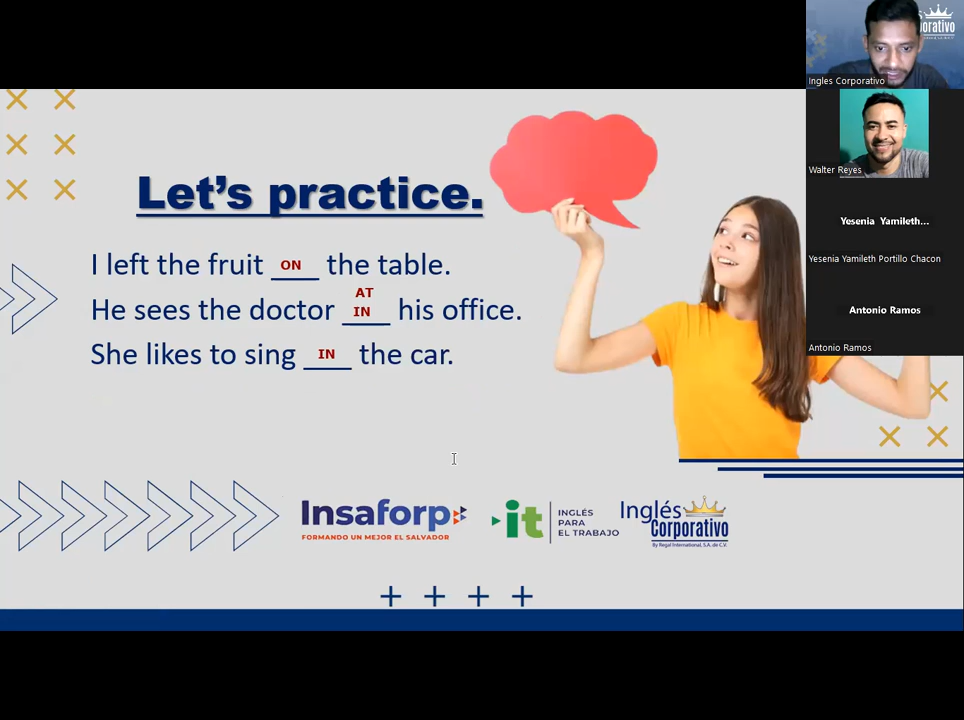 orativo
Ingles Corporativo
Walter Reyes
Yesenia Yamileth...
Yesenia Yamileth Portillo Chacon
Antonio Ramos
Antonio Ramos
Let's practice.
I left the fruit ON the table.
AT
He sees the doctor IN his office.
She likes to sing IN the car.
Insaforp
FORMANDO UN MEJOR EL SALVADOR
it
INGLÉS
PARA
EL TRABAJO
Inglés
Corporativo
By Regal International, S.A. de C.V.